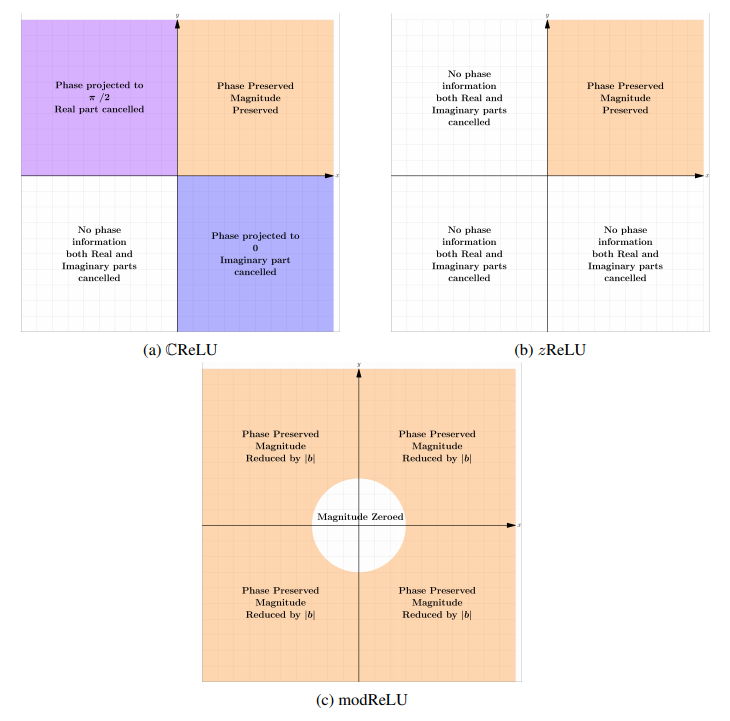 y
Phase projected to
π /2
Real part cancelled
Phase Preserved
Magnitude
Preserved
x
No phase
information
both Real and
Imaginary parts
cancelled
Phase projected to
0
Imaginary part
cancelled
(a) ℂReLU
y
No phase
information
both Real and
Imaginary parts
cancelled
Phase Preserved
Magnitude
Preserved
x
No phase
information
both Real and
Imaginary parts
cancelled
No phase
information
both Real and
Imaginary parts
cancelled
(b) zReLU
y
Phase Preserved
Magnitude
Reduced by |b|
Phase Preserved
Magnitude
Reduced by |b|
Magnitude Zeroed
x
Phase Preserved
Magnitude
Reduced by |b|
Phase Preserved
Magnitude
Reduced by |b|
(c) modReLU